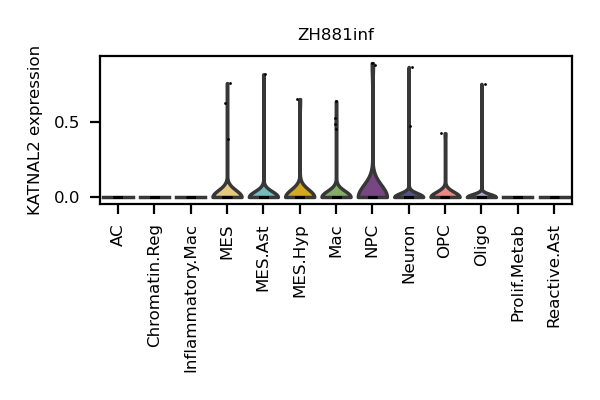 ZH881inf
KATNAL2 expression
0.5
0.0
AC
Chromatin.Reg
Inflammatory.Mac
MES
MES.Ast
MES.Hyp
Mac
NPC
Neuron
OPC
Oligo
Prolif.Metab
Reactive.Ast